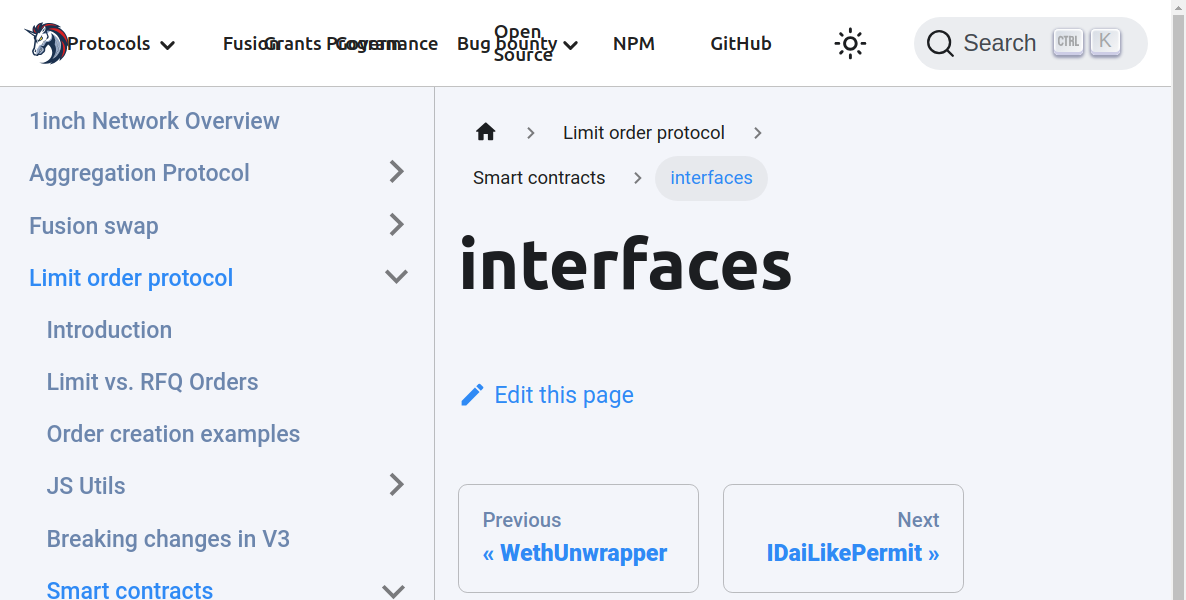 Protocols Fusion Grants Program Governance Bug bounty Open Source NPM GitHub Search CTRL K
1inch Network Overview
Aggregation Protocol
Fusion swap
Limit order protocol
Introduction
Limit vs. RFQ Orders
Order creation examples
JS Utils
Breaking changes in V3
Smart contracts
Limit order protocol
Smart contracts interfaces
interfaces
Edit this page
Previous
« WethUnwrapper
Next
IDaiLikePermit »